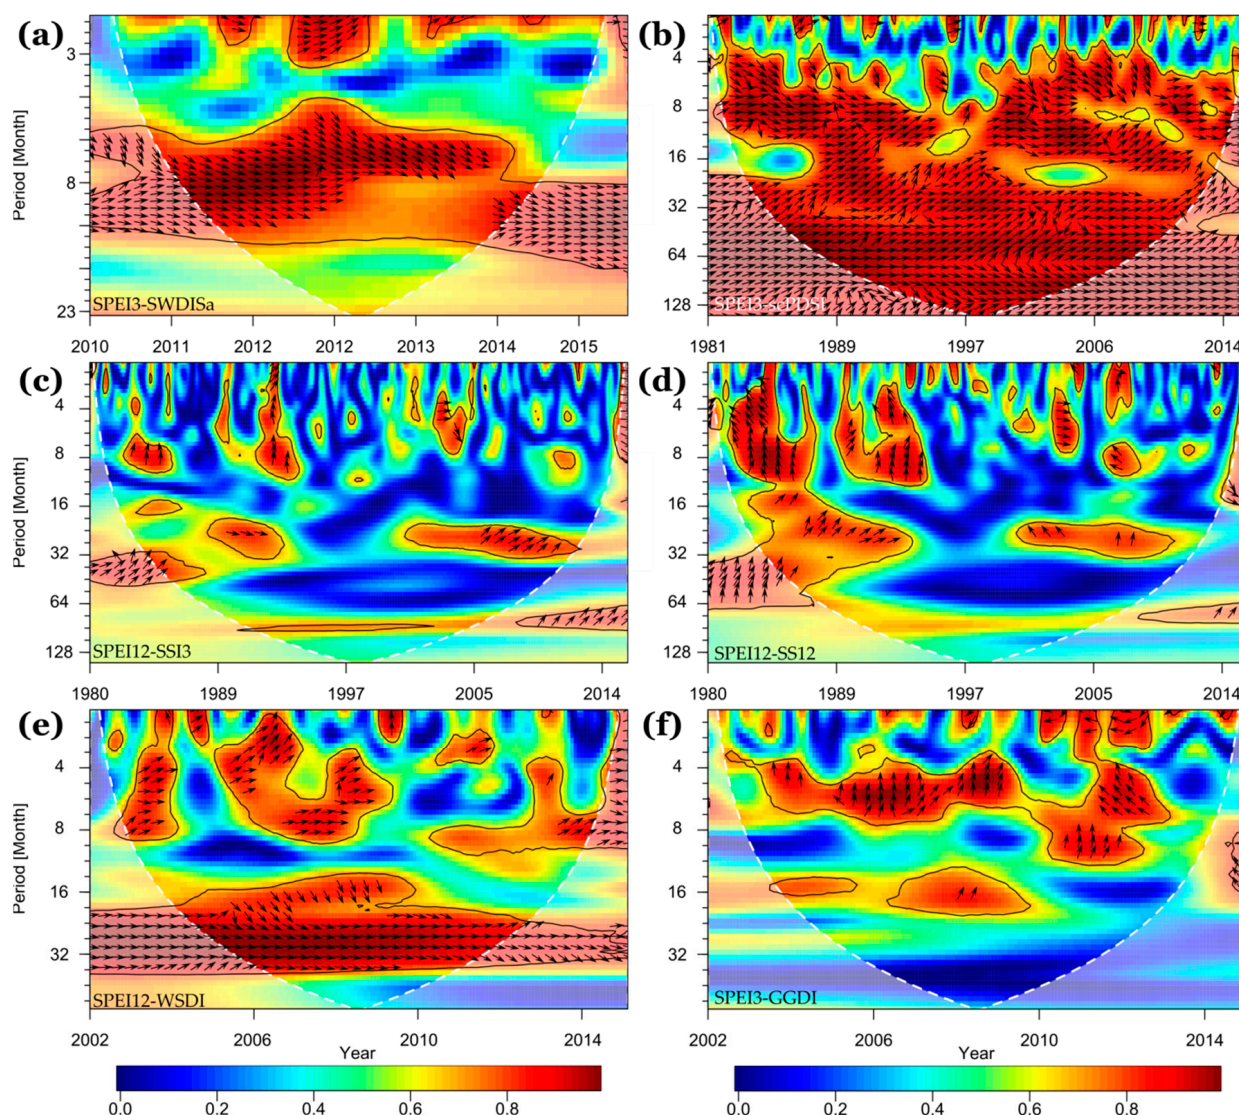 (a)
(b)
Period [Month]
3
8
23
SPEI3-SWDISa
2010 2011 2012 2012 2013 2014 2015
4
8
16
32
64
128
SPEI3-scPDSI
1981 1989 1997 2006 2014
(c)
(d)
4
8
16
32
64
128
SPEI12-SSI3
1980 1989 1997 2005 2014
4
8
16
32
64
128
SPEI12-SS12
1980 1989 1997 2005 2014
(e)
(f)
Period [Month]
4
8
16
32
SPEI12-WSDI
2002 2006 2010 2014
Year
4
8
16
32
SPEI3-GGDI
2002 2006 2010 2014
Year
0.0 0.2 0.4 0.6 0.8
0.0 0.2 0.4 0.6 0.8